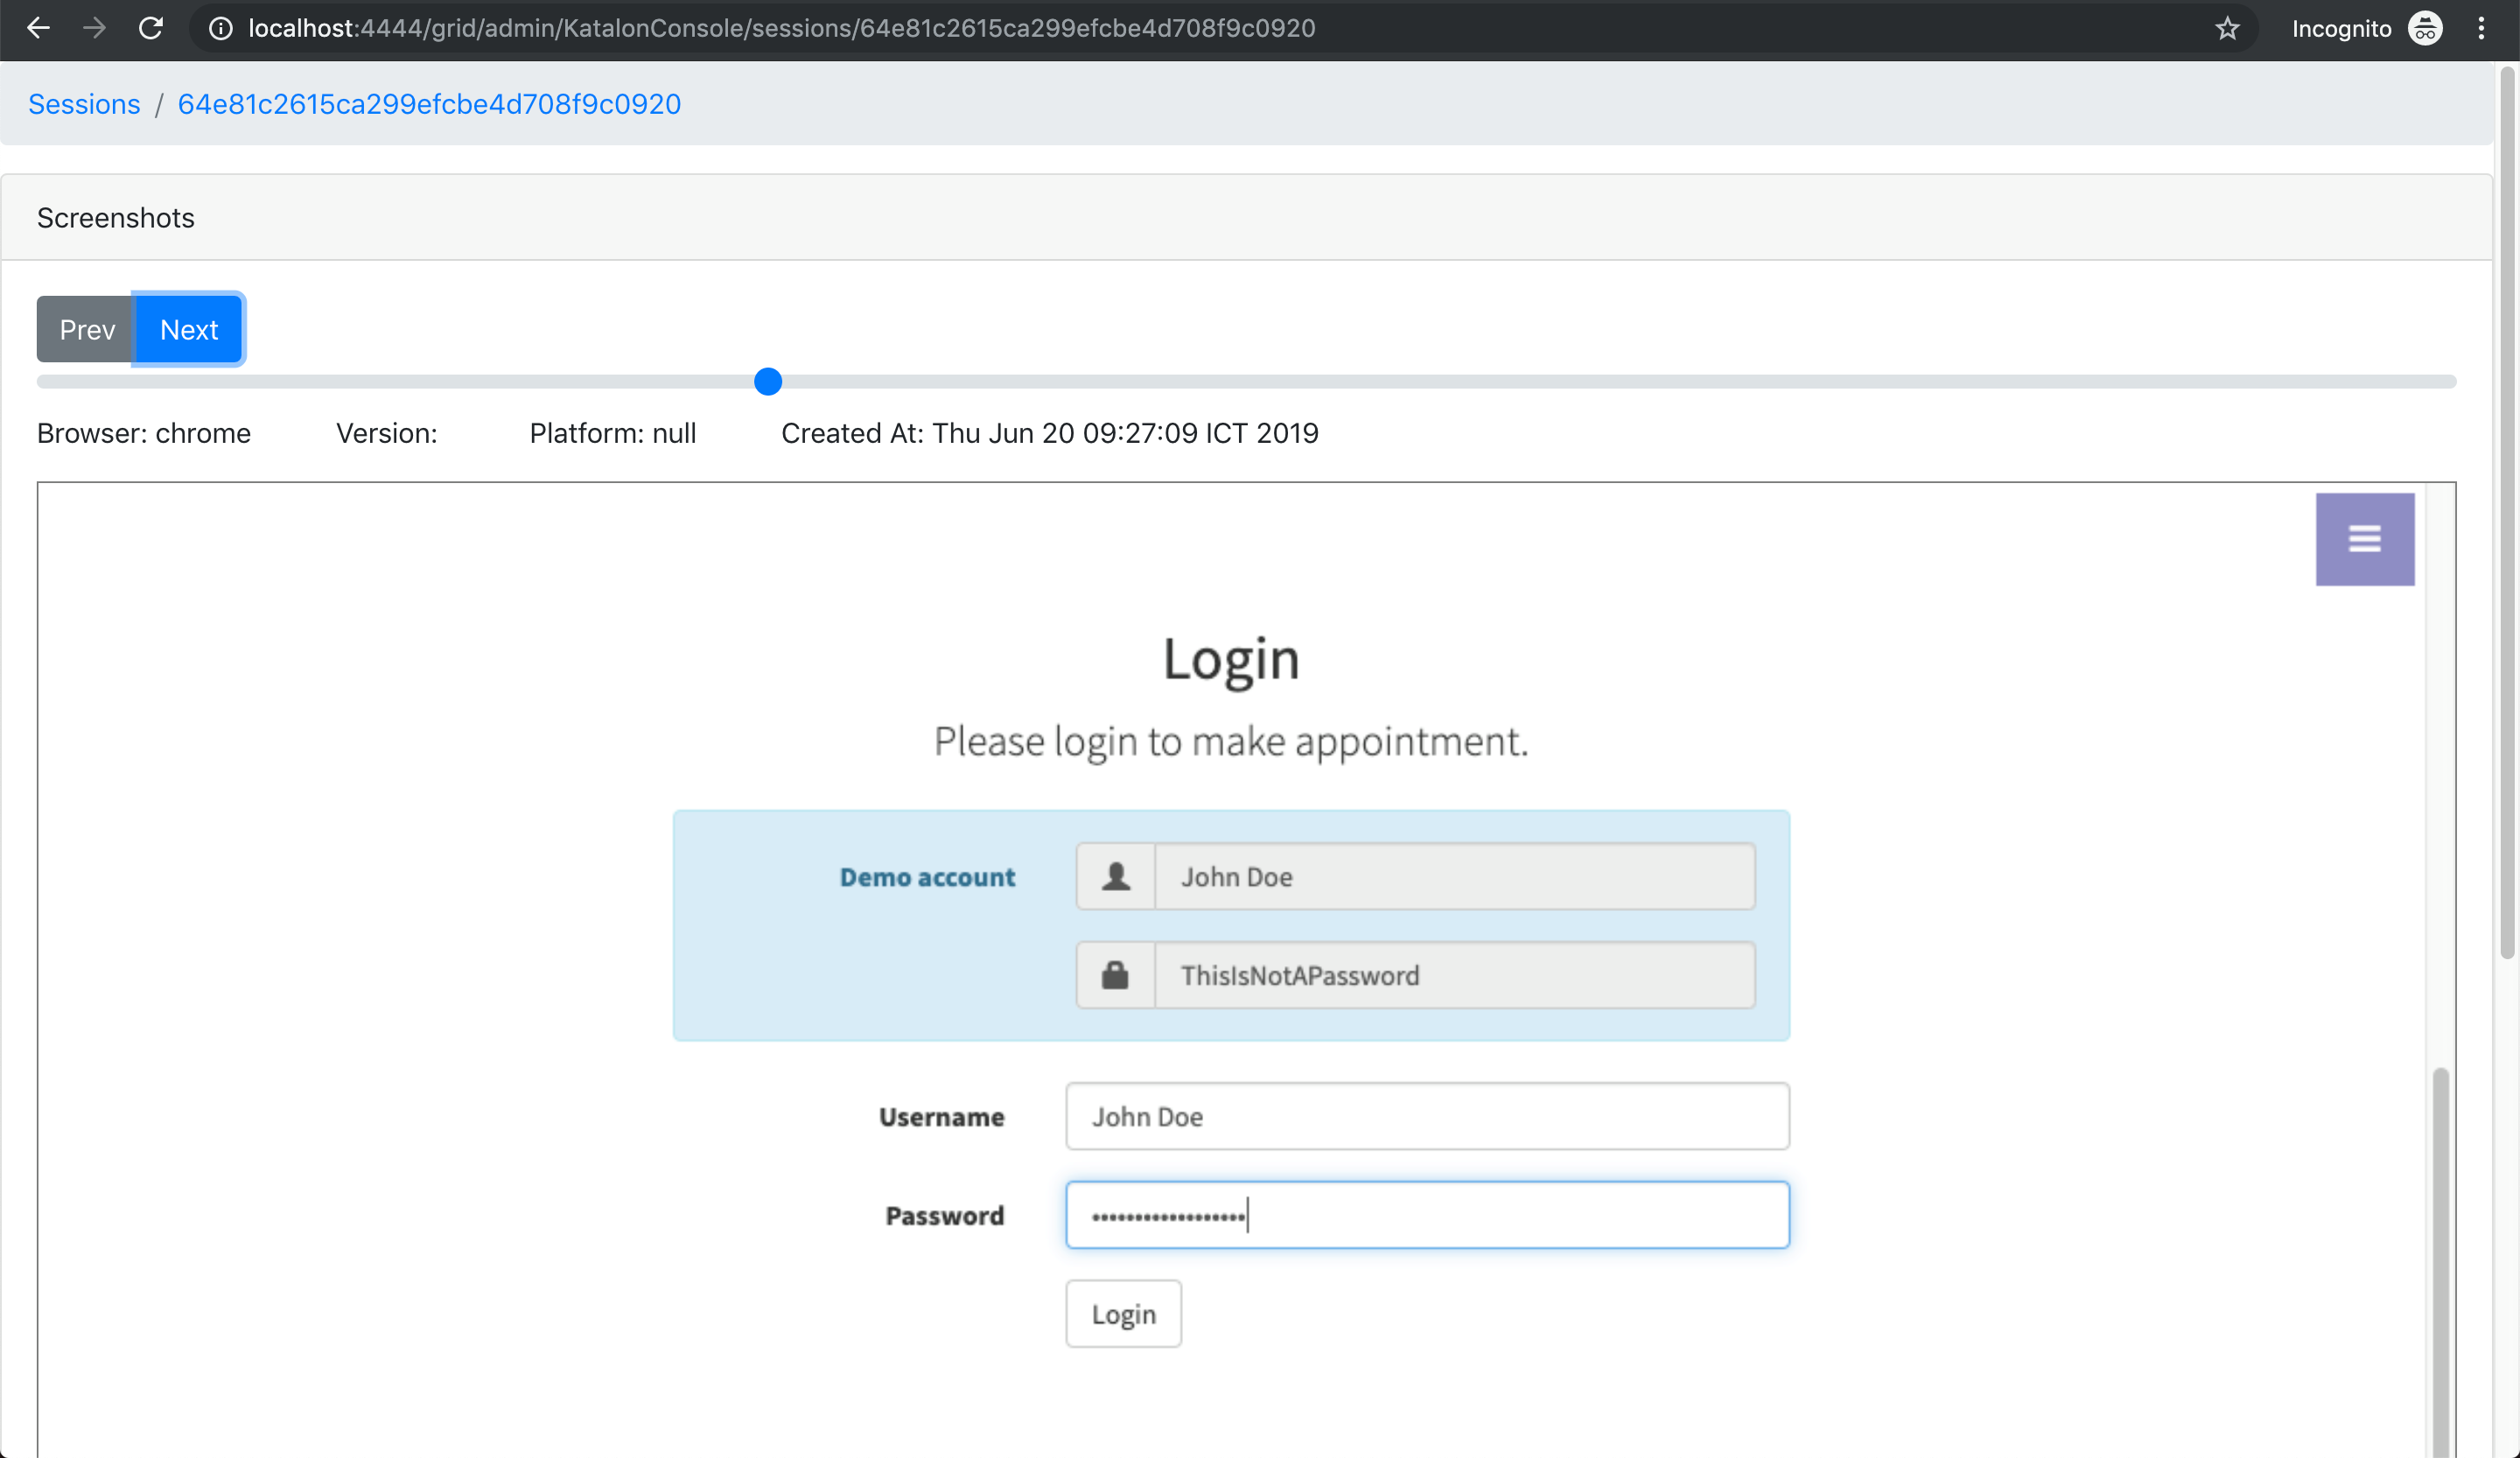 localhost:4444/grid/admin/KatalonConsole/sessions/64e81c2615ca299efcbe4d708f9c0920 Incognito
Sessions / 64e81c2615ca299efcbe4d708f9c0920
Screenshots
Prev Next
Browser: chrome Version: Platform: null Created At: Thu Jun 20 09:27:09 ICT 2019
Login
Please login to make appointment.
Demo account John Doe
ThisIsNotAPassword
Username John Doe
Password ••••••••••••••••••
Login